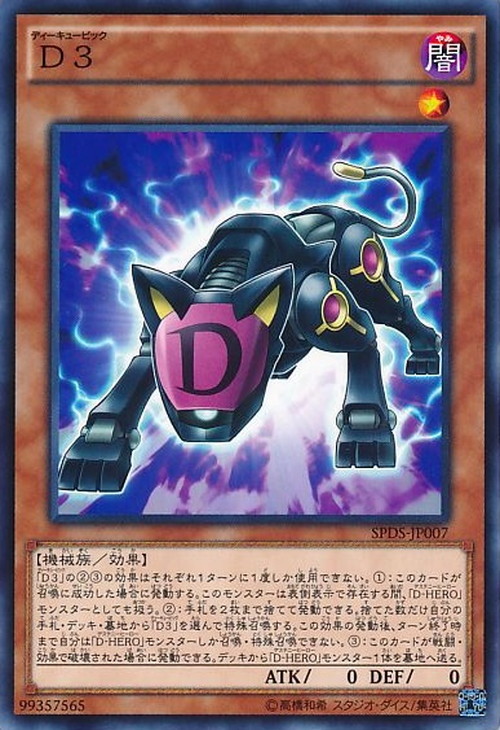 ディーキュービック
D3
闇
やみ
D
SPDS-JP007
【機械族/効果】
「D3」の②③の効果はそれぞれ1ターンに1度しか使用できない。①:このカードが
召喚に成功した場合に発動する。このモンスターは表側表示で存在する間、「D-HERO」
モンスターとしても扱う。②:手札を2枚まで捨てて発動できる。捨てた数だけ自分の
手札・デッキ・墓地から「D3」を選んで特殊召喚する。この効果の発動後、ターン終了時
まで自分は「D-HERO」モンスターしか召喚・特殊召喚できない。③:このカードが戦闘・
効果で破壊された場合に発動できる。デッキから「D-HERO」モンスター1体を墓地へ送る。
ATK/ 0 DEF/ 0
99357565
©高橋和希 スタジオ・ダイス/集英社